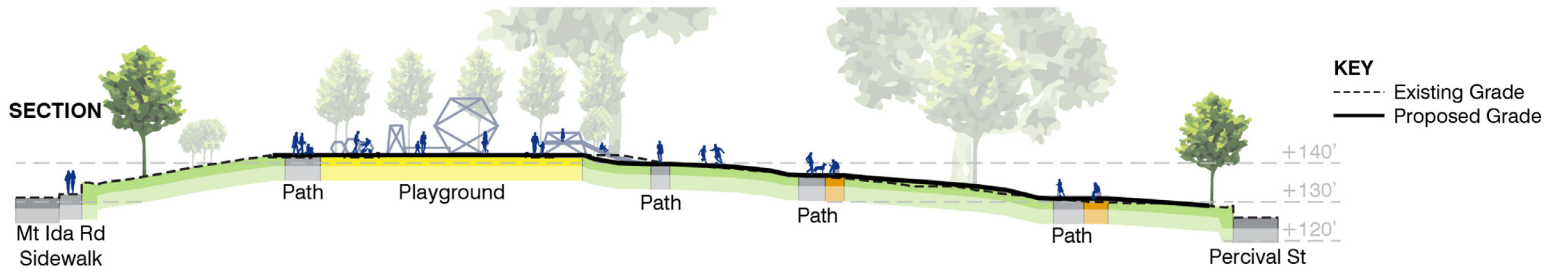 SECTION
Mt Ida Rd
Sidewalk
Path
Playground
Path
Path
Path
Percival St
+140'
+130'
+120'
KEY
Existing Grade
Proposed Grade